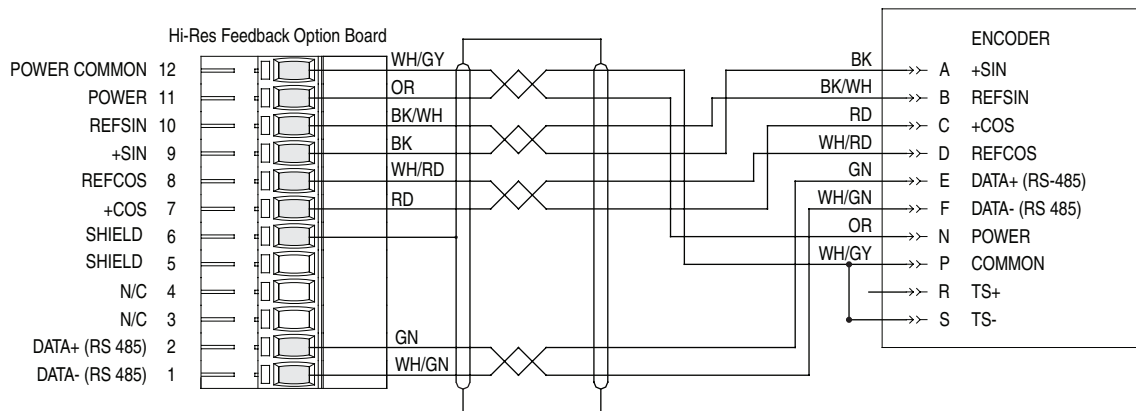 Hi-Res Feedback Option Board
POWER COMMON 12
POWER 11
REFSIN 10
+SIN 9
REFCOS 8
+COS 7
SHIELD 6
SHIELD 5
N/C 4
N/C 3
DATA+ (RS 485) 2
DATA- (RS 485) 1
WH/GY
OR
BK/WH
BK
WH/RD
RD
GN
WH/GN
ENCODER
BK A +SIN
BK/WH B REFSIN
RD C +COS
WH/RD D REFCOS
GN E DATA+ (RS-485)
WH/GN F DATA- (RS 485)
OR N POWER
WH/GY P COMMON
R TS+
S TS-